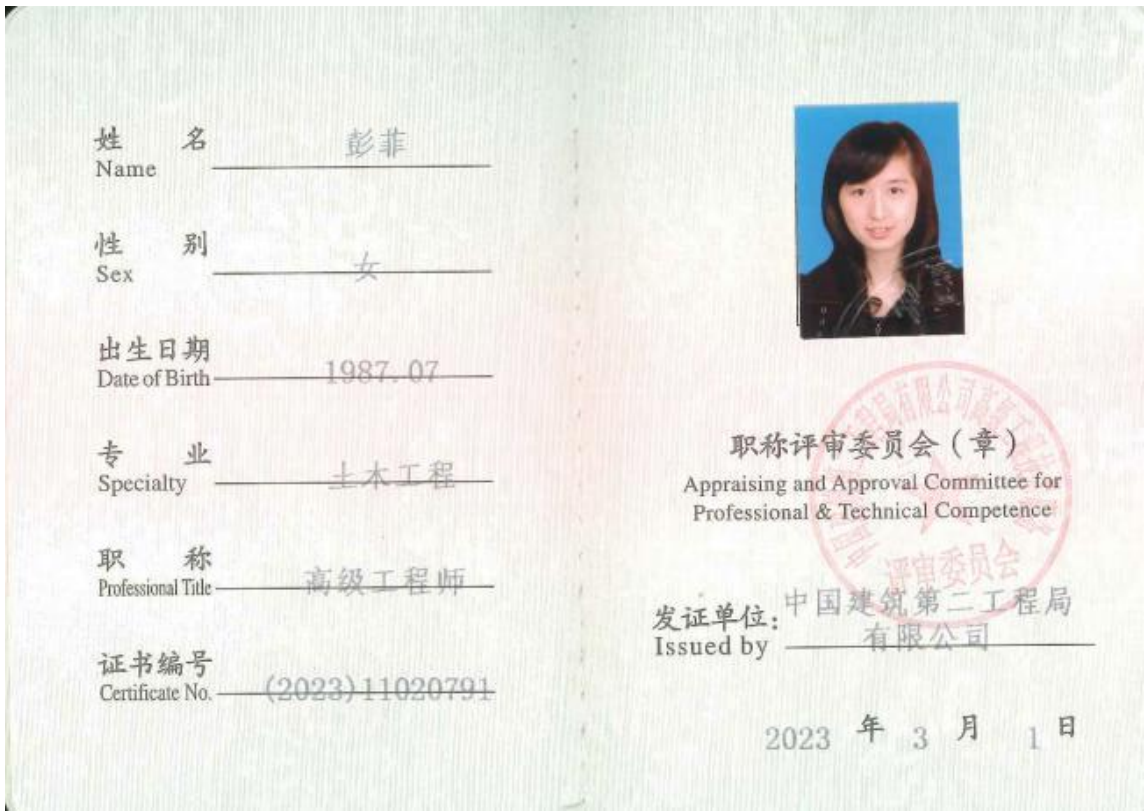 姓名 彭菲
Name
性别 女
Sex
出生日期 1987.07
Date of Birth
专业 土木工程
Specialty
职称 高级工程师
Professional Title
证书编号 (2023)11020791
Certificate No.
职称评审委员会(章)
Appraising and Approval Committee for
Professional & Technical Competence
评审委员会
发证单位: 中国建筑第二工程局
Issued by 有限公司
2023 年 3 月 1 日